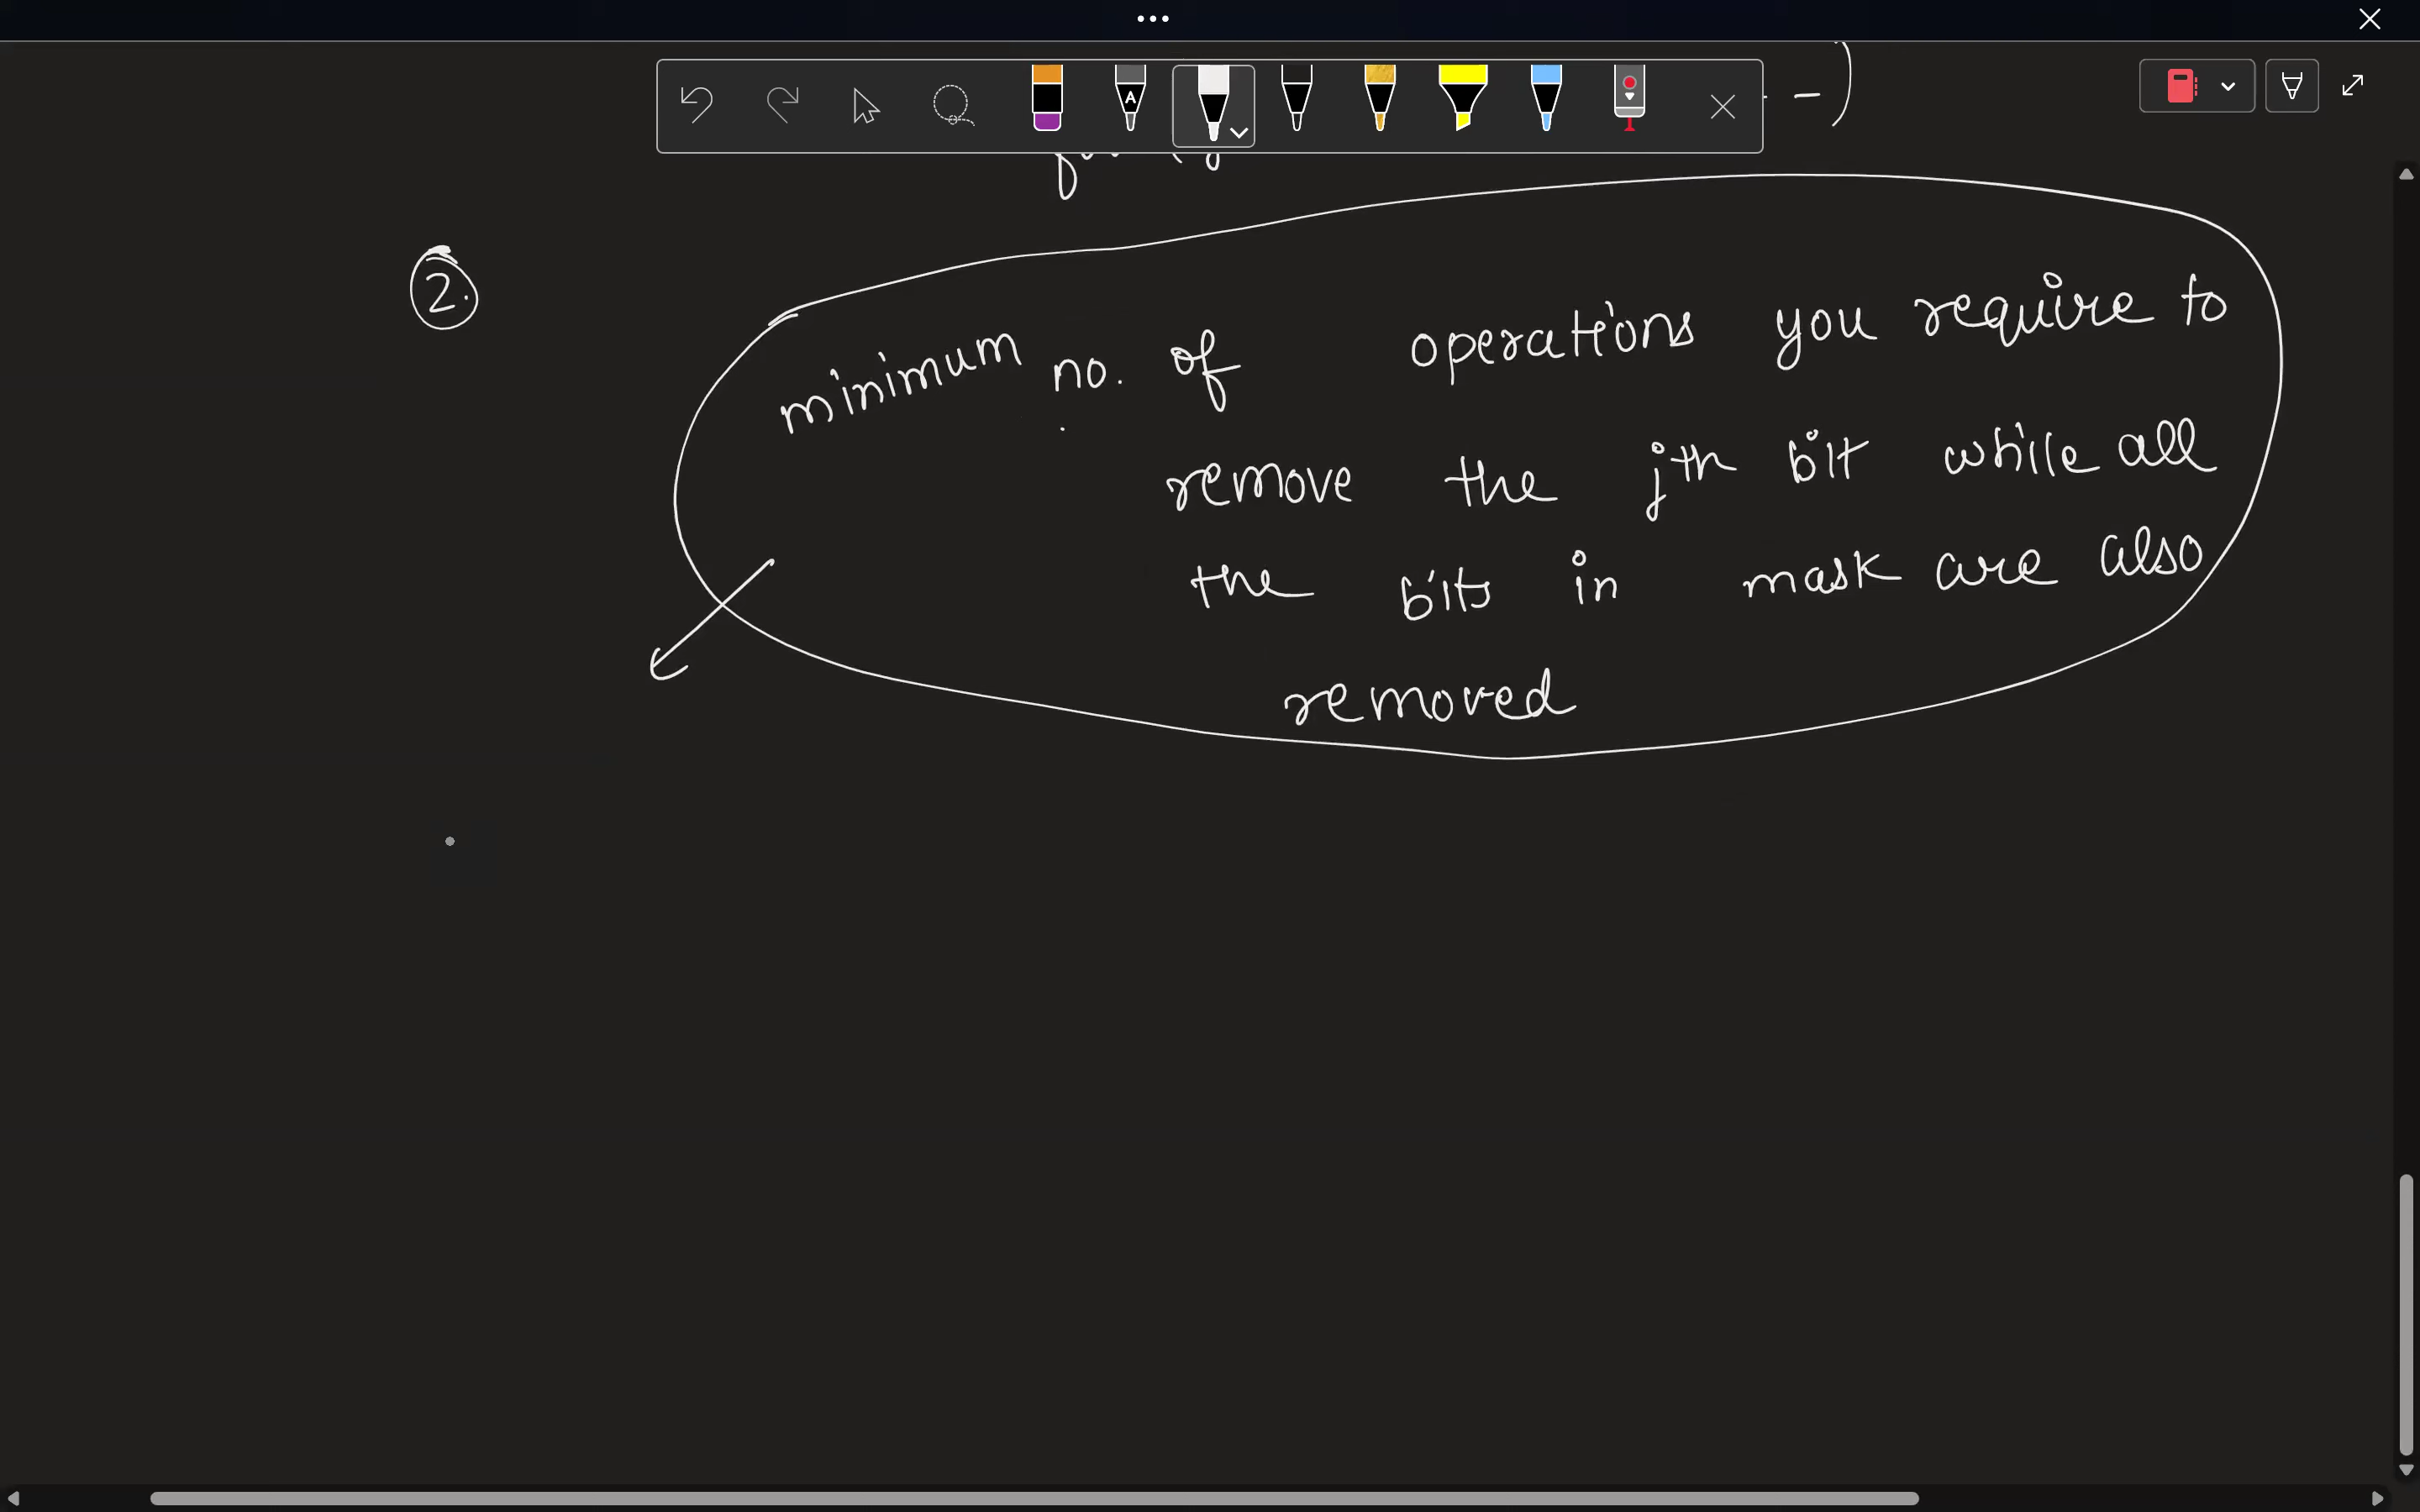 2.
minimum no. of operations you require to
remove the jth bit while all
the bits in mask are also
removed